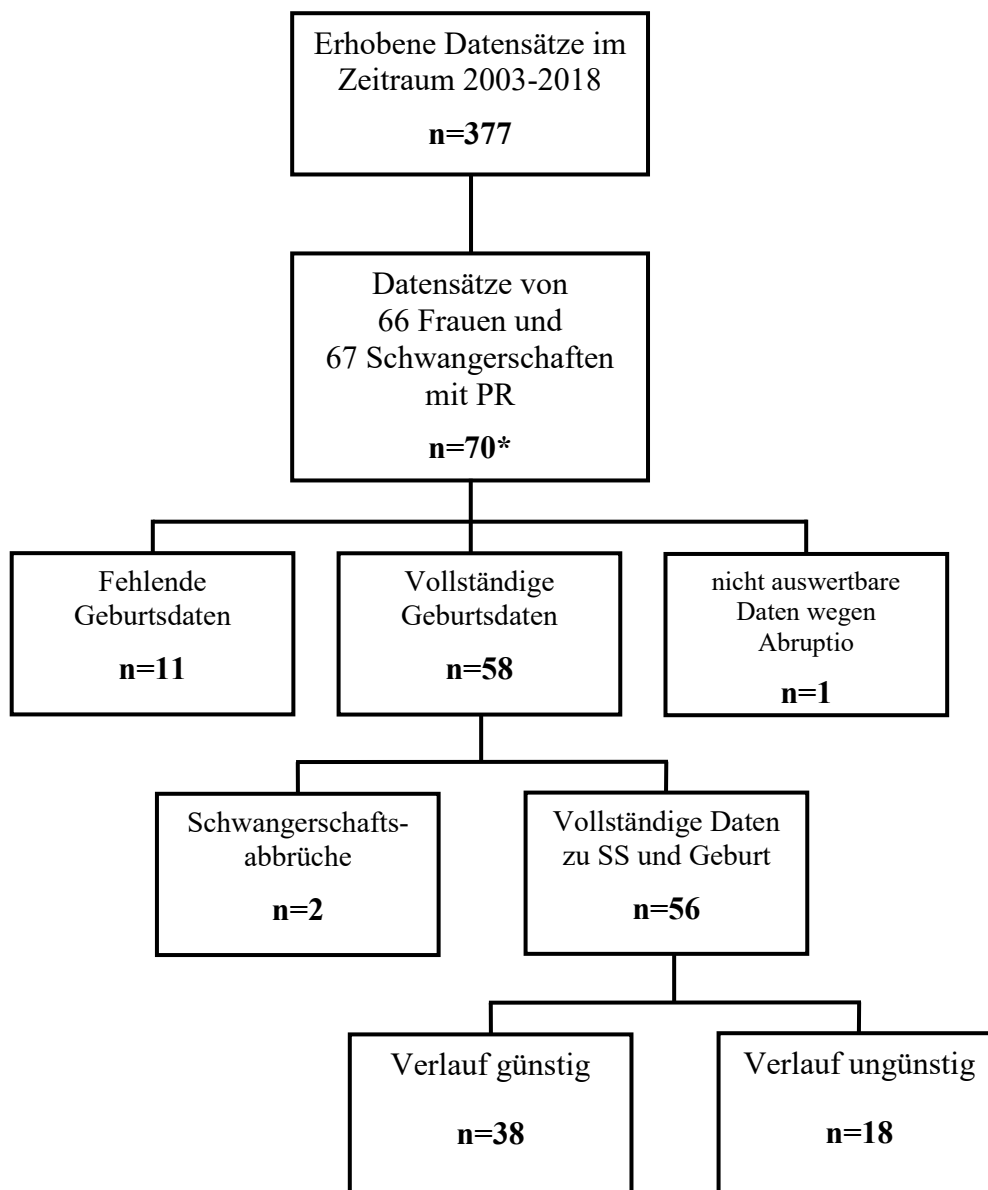 Erhobene Datensätze im
Zeitraum 2003-2018
n=377
Datensätze von
66 Frauen und
67 Schwangerschaften
mit PR
n=70*
Fehlende
Geburtsdaten
n=11
Vollständige
Geburtsdaten
n=58
nicht auswertbare
Daten wegen
Abruptio
n=1
Schwangerschafts-
abbrüche
n=2
Vollständige Daten
zu SS und Geburt
n=56
Verlauf günstig
n=38
Verlauf ungünstig
n=18